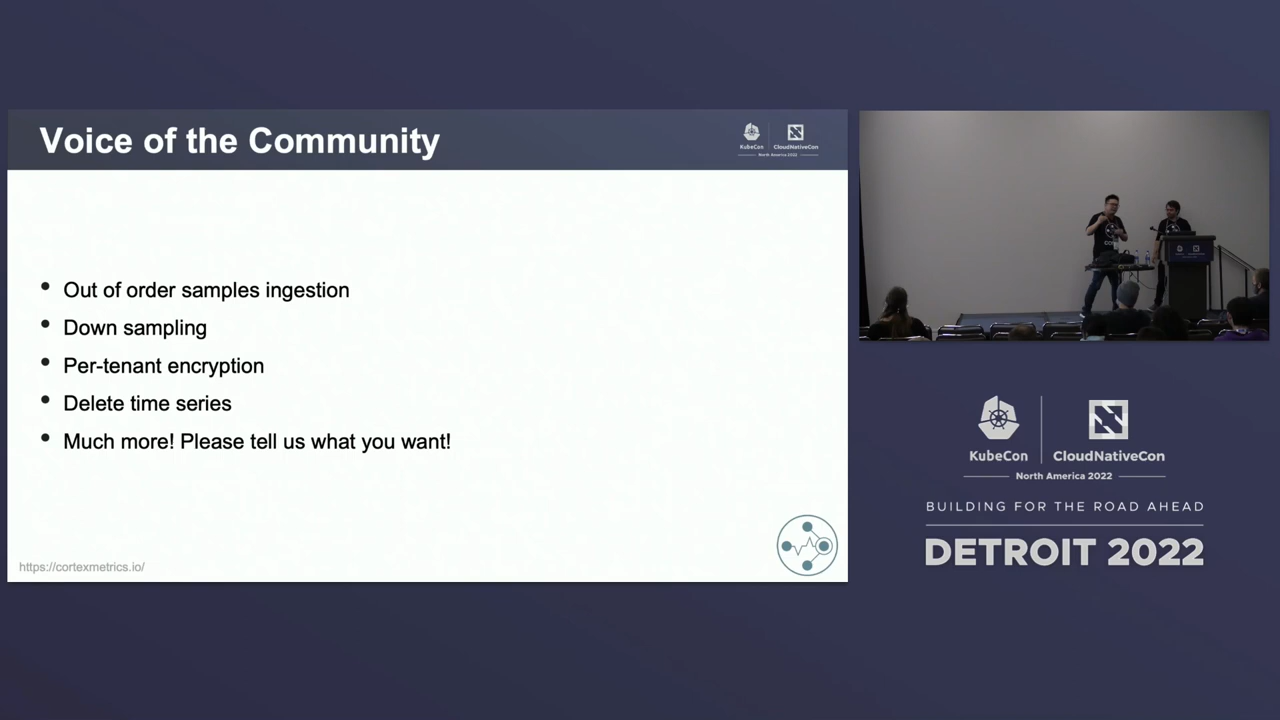 Voice of the Community
KubeCon
CloudNativeCon
North America 2022
• Out of order samples ingestion
• Down sampling
• Per-tenant encryption
• Delete time series
• Much more! Please tell us what you want!
https://cortexmetrics.io/
KubeCon
CloudNativeCon
North America 2022
BUILDING FOR THE ROAD AHEAD
DETROIT 2022